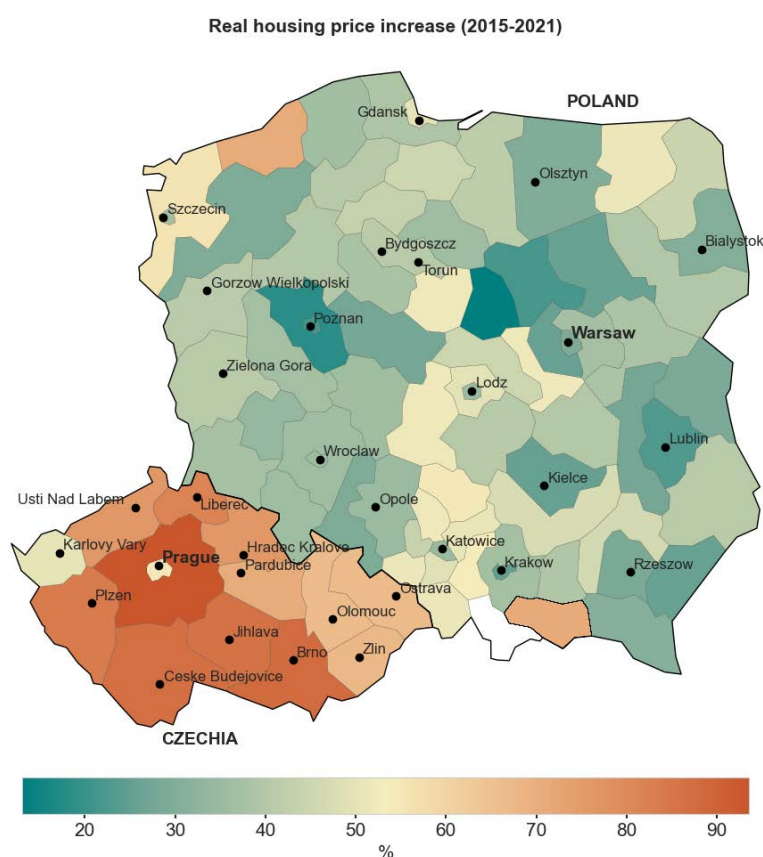 Real housing price increase (2015-2021)
POLAND
Gdansk
Olsztyn
Szczecin
Bialystok
Bydgoszcz
Torun
Gorzow Wielkopolski
Poznan
Warsaw
Zielona Gora
Lodz
Lublin
Wroclaw
Kielce
Opole
Usti Nad Labem
Liberec
Katowice
Karlovy Vary
Prague
Hradec Kralove
Pardubice
Krakow
Rzeszow
Plzen
Ostrava
Olomouc
Jihlava
Brno
Zlin
Ceske Budejovice
CZECHIA
20 30 40 50 60 70 80 90
%